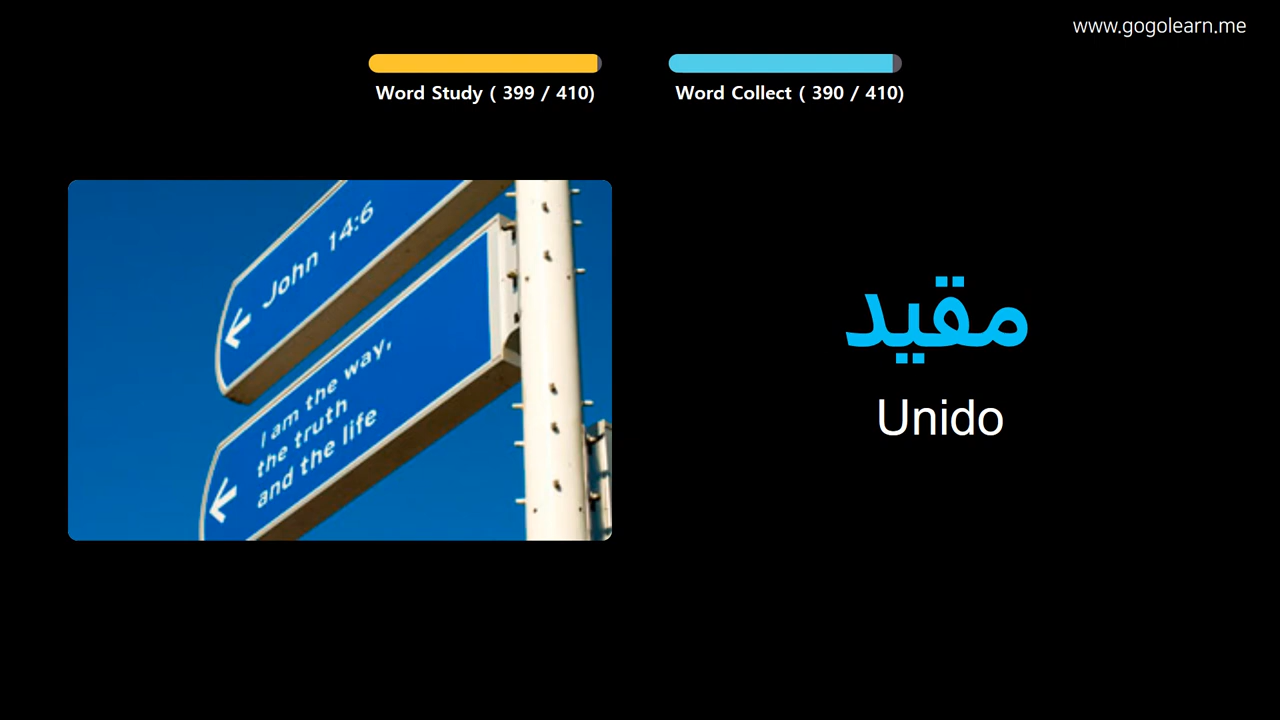 www.gogolearn.me
Word Study ( 399 / 410)
Word Collect ( 390 / 410)
John 14:6
I am the way,
the truth
and the life
مقيد
Unido